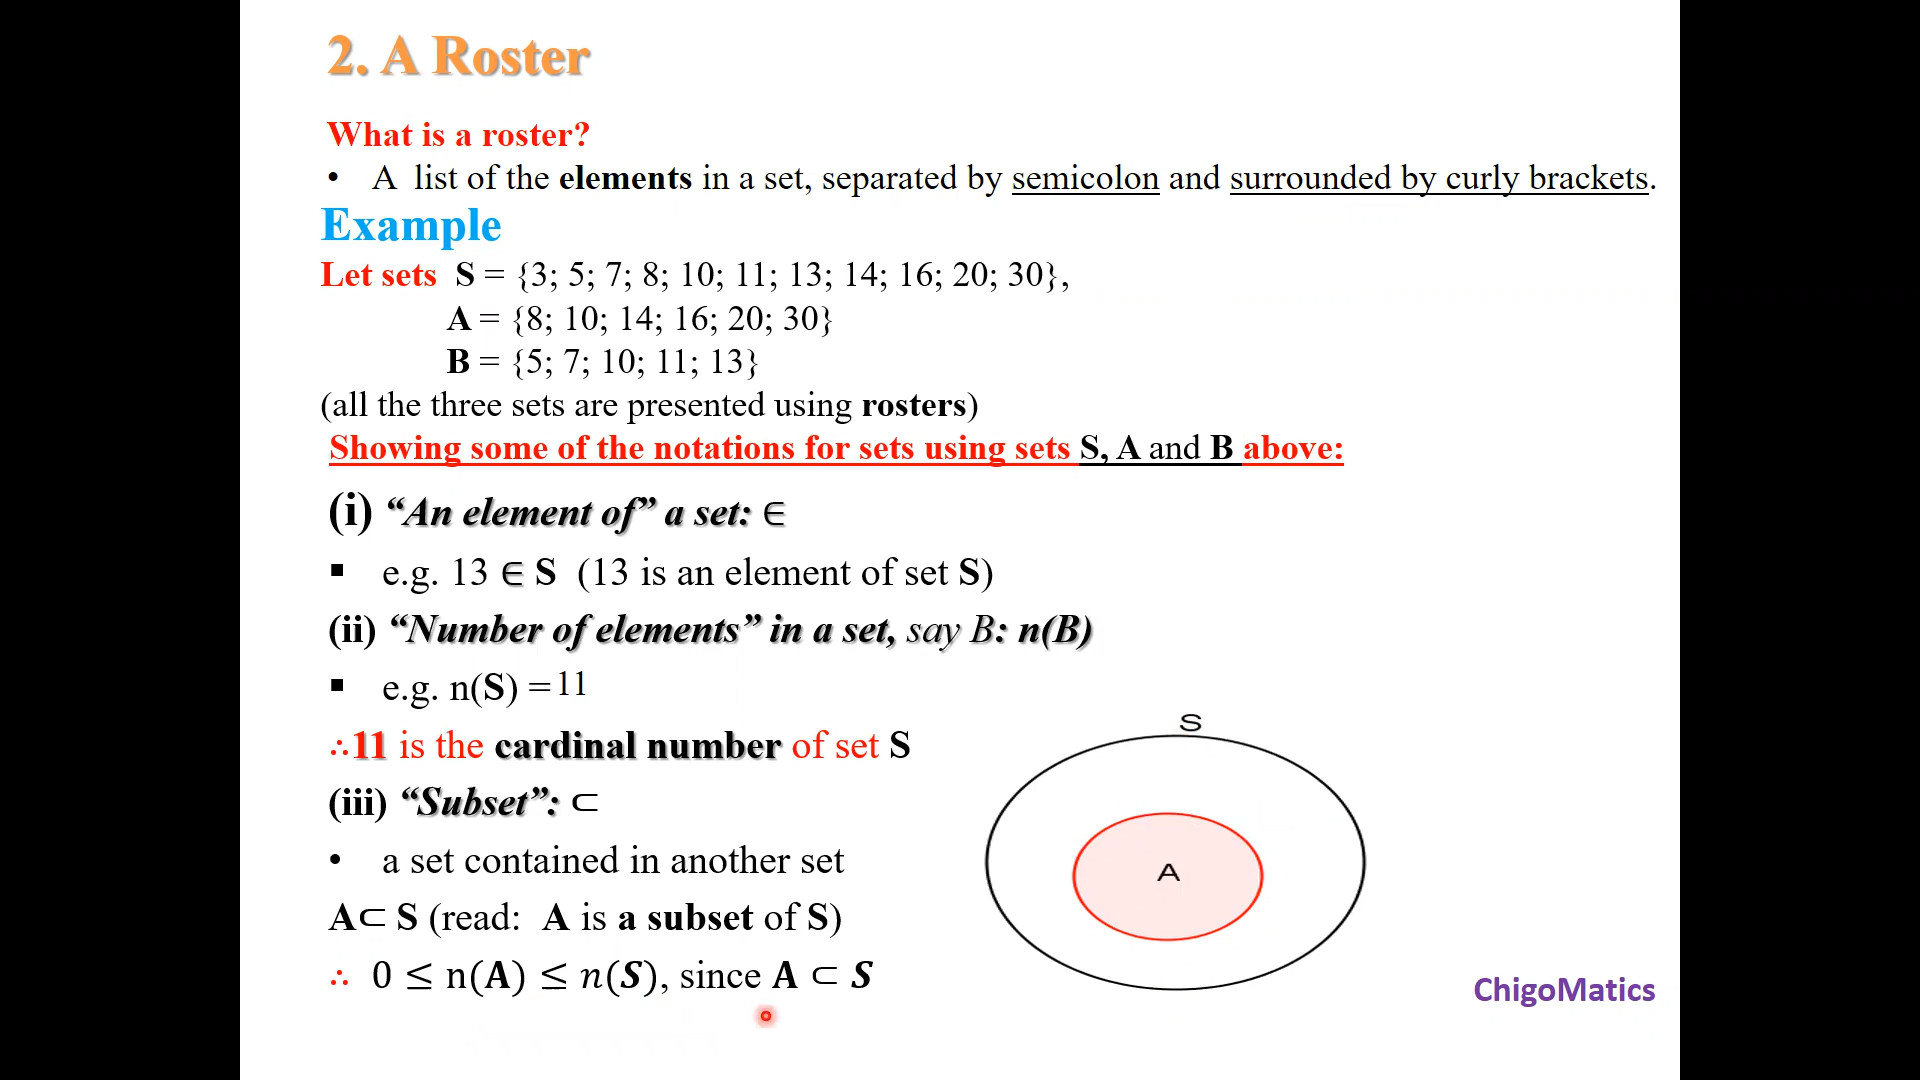 2. A Roster
What is a roster?
• A list of the elements in a set, separated by semicolon and surrounded by curly brackets.
Example
Let sets S = {3; 5; 7; 8; 10; 11; 13; 14; 16; 20; 30},
A = {8; 10; 14; 16; 20; 30}
B = {5; 7; 10; 11; 13}
(all the three sets are presented using rosters)
Showing some of the notations for sets using sets S, A and B above:
(i) “An element of” a set: ∈
▪ e.g. 13 ∈ S (13 is an element of set S)
(ii) “Number of elements” in a set, say B: n(B)
▪ e.g. n(S) = 11
∴11 is the cardinal number of set S
(iii) “Subset”: ⊂
• a set contained in another set
A⊂ S (read: A is a subset of S)
∴ 0 ≤ n(A) ≤ n(S), since A ⊂ S
S
A
ChigoMatics